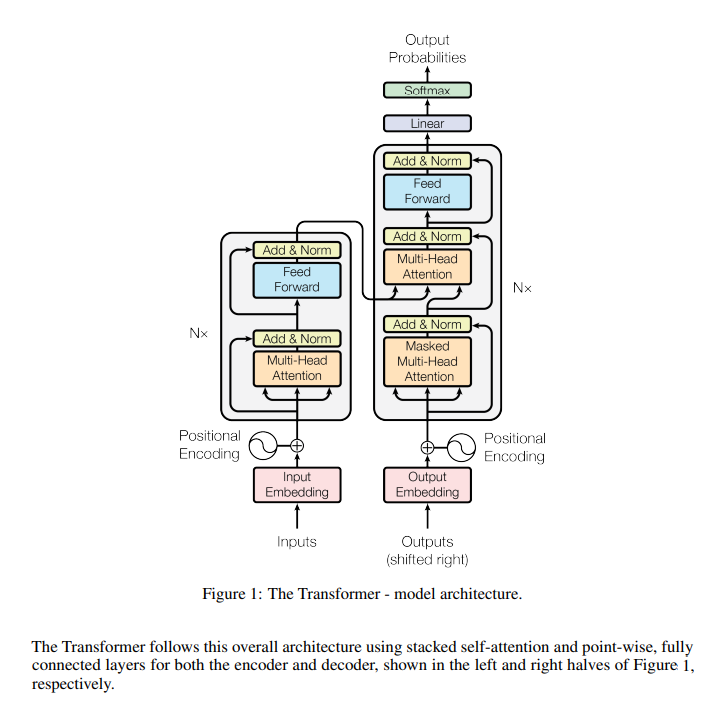 Output
Probabilities
Softmax
Linear
Add & Norm
Feed
Forward
Add & Norm
Multi-Head
Attention
Add & Norm
Masked
Multi-Head
Attention
N×
Add & Norm
Feed
Forward
Add & Norm
Multi-Head
Attention
N×
Positional
Encoding
Positional
Encoding
Input
Embedding
Output
Embedding
Inputs
Outputs
(shifted right)
Figure 1: The Transformer - model architecture.
The Transformer follows this overall architecture using stacked self-attention and point-wise, fully
connected layers for both the encoder and decoder, shown in the left and right halves of Figure 1,
respectively.